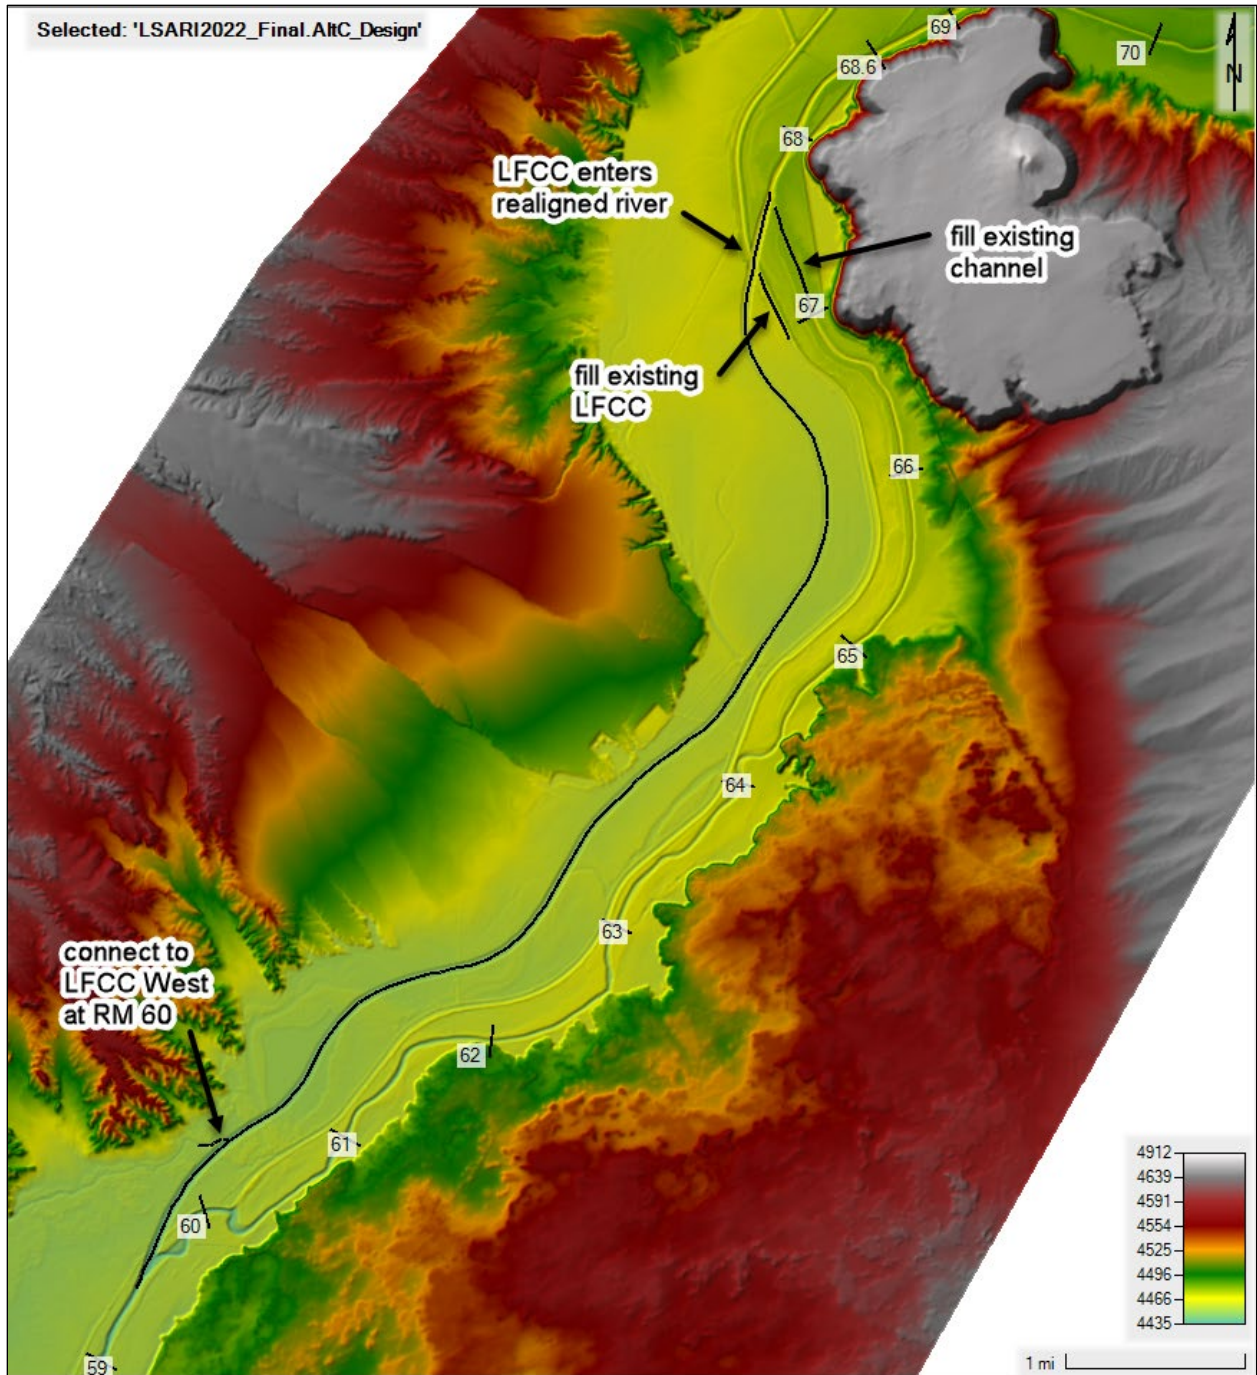 Selected: 'LSARI2022_Final.AltC_Design'
69
70
68.6
N
68
LFCC enters
realigned river
fill existing
channel
67
fill existing
LFCC
66
65
64
63
connect to
LFCC West
at RM 60
62
61
60
59
4912
4639
4591
4554
4525
4496
4466
4435
1 mi